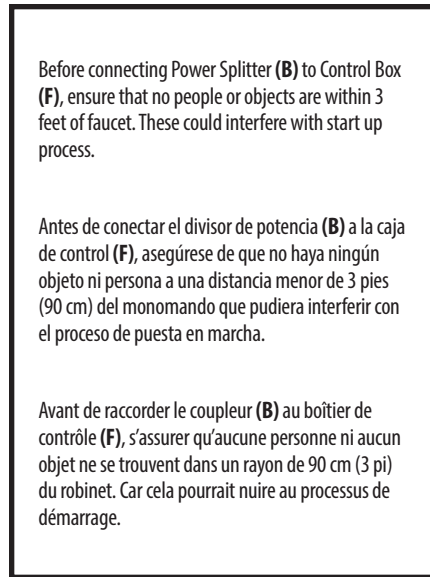 Before connecting Power Splitter (B) to Control Box
(F), ensure that no people or objects are within 3
feet of faucet. These could interfere with start up
process.
Antes de conectar el divisor de potencia (B) a la caja
de control (F), asegúrese de que no haya ningún
objeto ni persona a una distancia menor de 3 pies
(90 cm) del monomando que pudiera interferir con
el proceso de puesta en marcha.
Avant de raccorder le coupleur (B) au boîtier de
contrôle (F), s’assurer qu’aucune personne ni aucun
objet ne se trouvent dans un rayon de 90 cm (3 pi)
du robinet. Car cela pourrait nuire au processus de
démarrage.